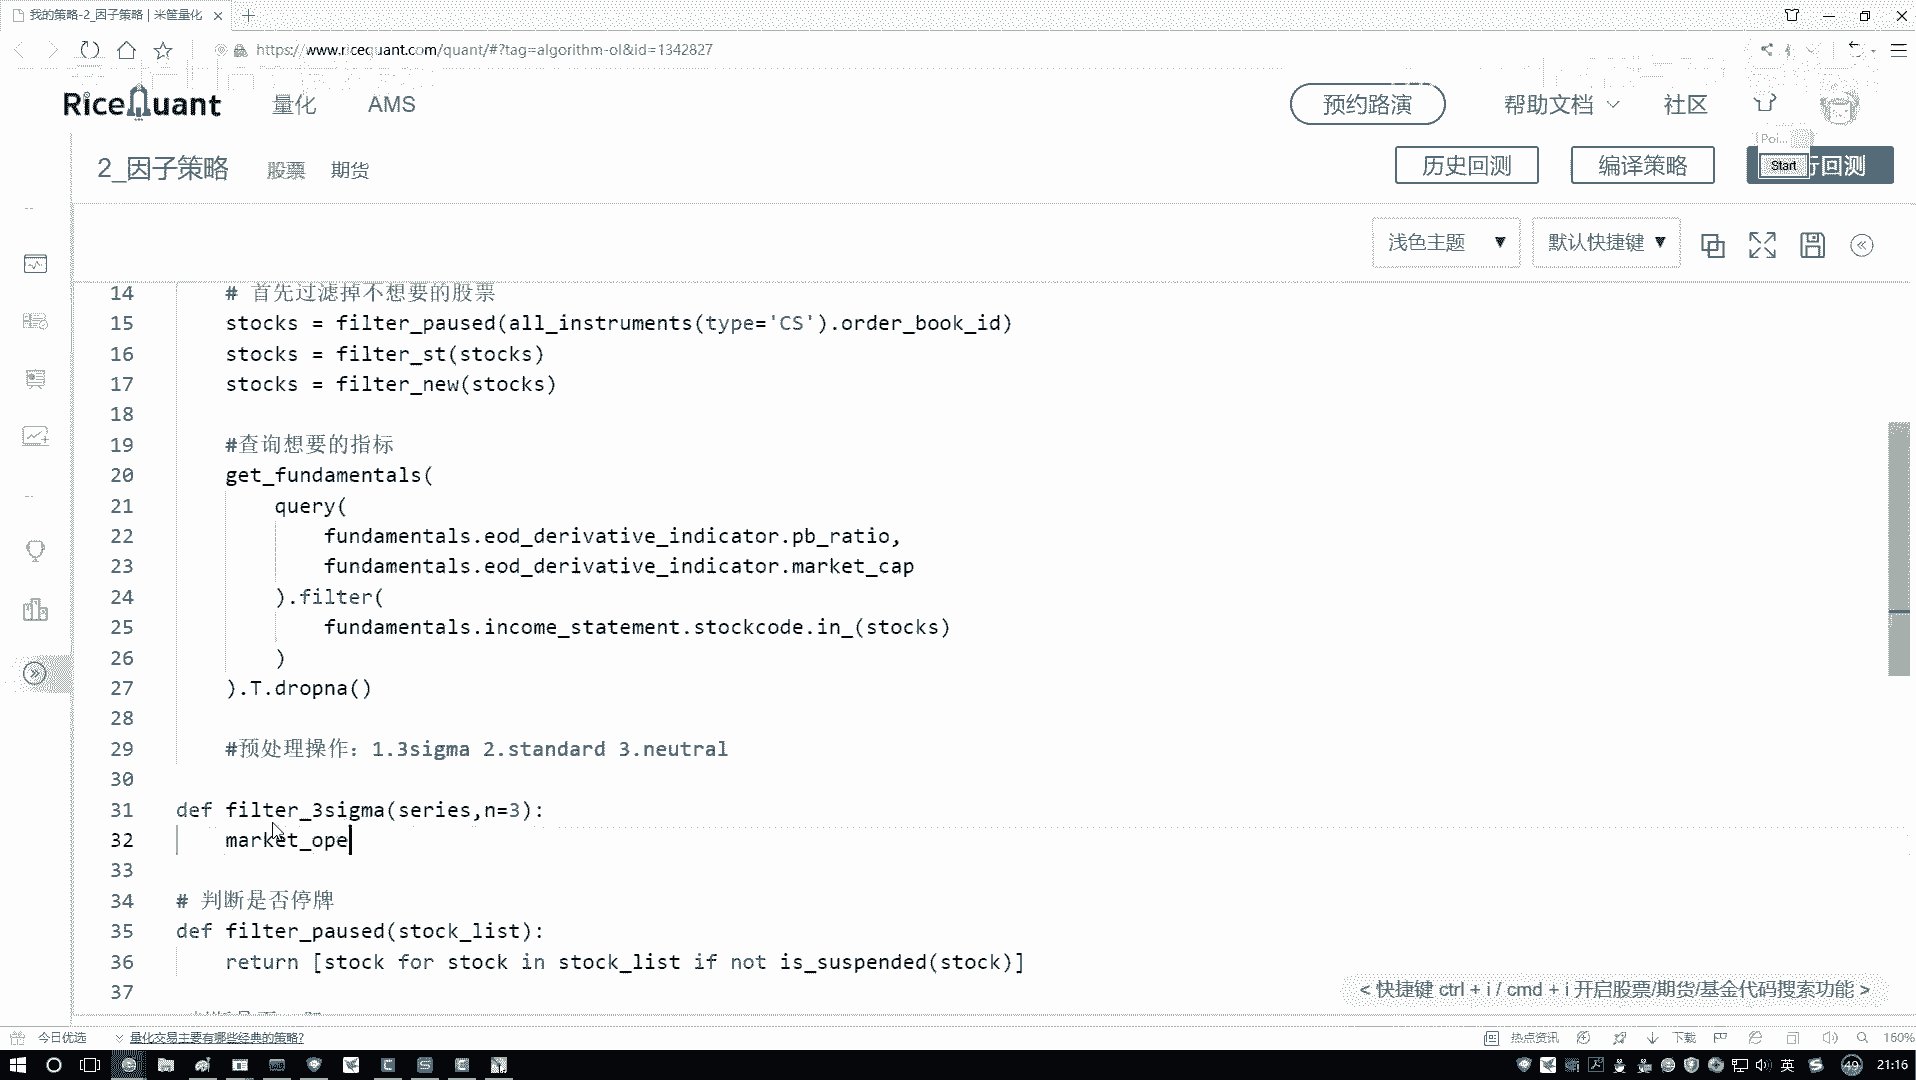 我的策略-2_因子策略 | 米筐量化
https://www.ricequant.com/quant/#?tag=algorithm-ol&id=1342827
RiceQuant 量化 AMS 预约路演 帮助文档 社区
2_因子策略 股票 期货 历史回测 编译策略 行回测
Start
浅色主题 ▼ 默认快捷键 ▼
14 # 首先过滤掉不想要的股票
15 stocks = filter_paused(all_instruments(type='CS').order_book_id)
16 stocks = filter_st(stocks)
17 stocks = filter_new(stocks)
18
19 #查询想要的指标
20 get_fundamentals(
21 query(
22 fundamentals.eod_derivative_indicator.pb_ratio,
23 fundamentals.eod_derivative_indicator.market_cap
24 ).filter(
25 fundamentals.income_statement.stockcode.in_(stocks)
26 )
27 ).T.dropna()
28
29 #预处理操作：1.3sigma 2.standard 3.neutral
30
31 def filter_3sigma(series,n=3):
32 market_ope
33
34 # 判断是否停牌
35 def filter_paused(stock_list):
36 return [stock for stock in stock_list if not is_suspended(stock)]
37
< 快捷键 ctrl + i / cmd + i 开启股票/期货/基金代码搜索功能 >
今日优选 量化交易主要有哪些经典的策略? 热点资讯 下载 160%
英 49 21:16